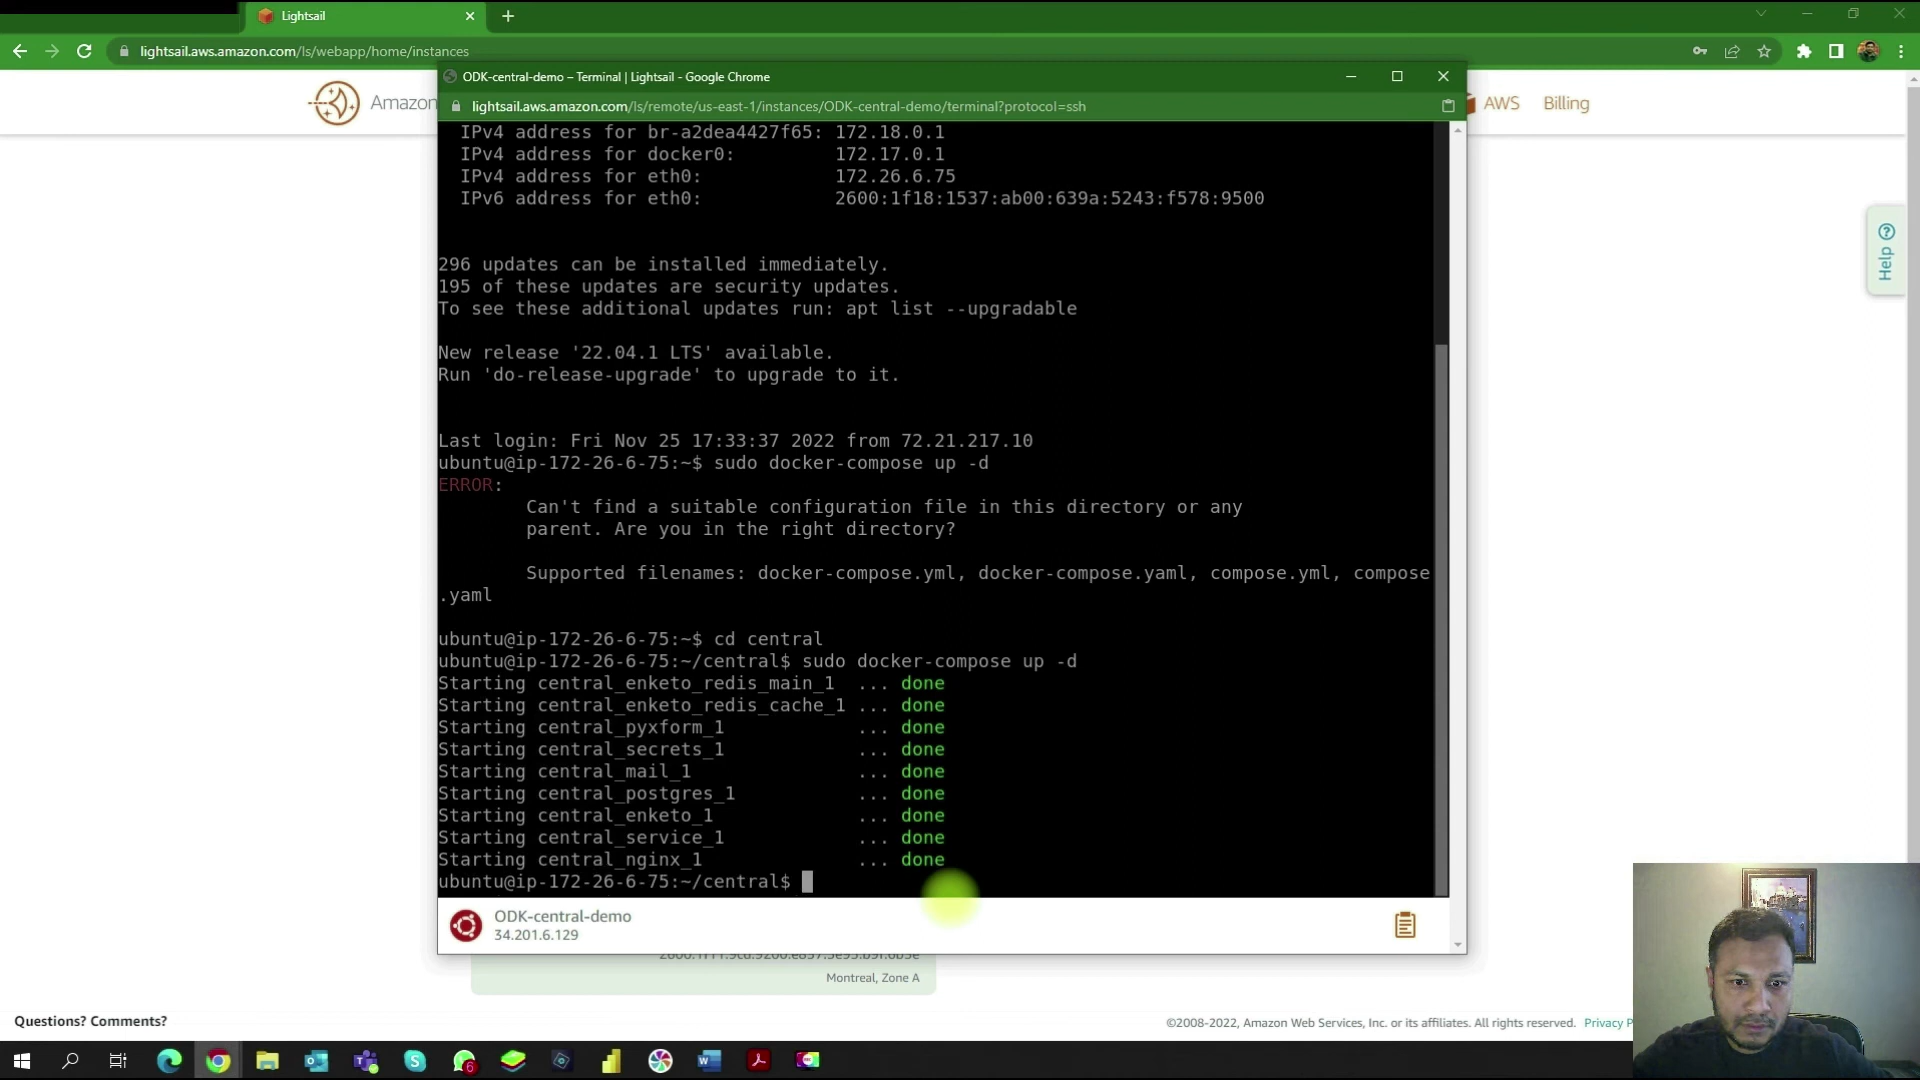 Lightsail
lightsail.aws.amazon.com/ls/webapp/home/instances
ODK-central-demo – Terminal | Lightsail - Google Chrome
lightsail.aws.amazon.com/ls/remote/us-east-1/instances/ODK-central-demo/terminal?protocol=ssh
Amazon
AWS
Billing
Help
IPv4 address for br-a2dea4427f65: 172.18.0.1
IPv4 address for docker0: 172.17.0.1
IPv4 address for eth0: 172.26.6.75
IPv6 address for eth0: 2600:1f18:1537:ab00:639a:5243:f578:9500
296 updates can be installed immediately.
195 of these updates are security updates.
To see these additional updates run: apt list --upgradable
New release '22.04.1 LTS' available.
Run 'do-release-upgrade' to upgrade to it.
Last login: Fri Nov 25 17:33:37 2022 from 72.21.217.10
ubuntu@ip-172-26-6-75:~$ sudo docker-compose up -d
ERROR:
Can't find a suitable configuration file in this directory or any
parent. Are you in the right directory?
Supported filenames: docker-compose.yml, docker-compose.yaml, compose.yml, compose
.yaml
ubuntu@ip-172-26-6-75:~$ cd central
ubuntu@ip-172-26-6-75:~/central$ sudo docker-compose up -d
Starting central_enketo_redis_main_1 ... done
Starting central_enketo_redis_cache_1 ... done
Starting central_pyxform_1 ... done
Starting central_secrets_1 ... done
Starting central_mail_1 ... done
Starting central_postgres_1 ... done
Starting central_enketo_1 ... done
Starting central_service_1 ... done
Starting central_nginx_1 ... done
ubuntu@ip-172-26-6-75:~/central$
ODK-central-demo
34.201.6.129
Montreal, Zone A
Questions? Comments?
©2008-2022, Amazon Web Services, Inc. or its affiliates. All rights reserved. Privacy P